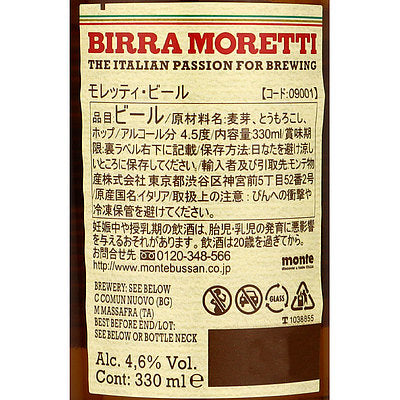 BIRRA MORETTI
THE ITALIAN PASSION FOR BREWING
モレッティ・ビール 【コード:09001】
品目 ビール/原材料名:麦芽、とうもろこし、
ホップ/アルコール分 4.5度/内容量330ml/賞味期
限:裏ラベル右下に記載/保存方法:日なたを避け涼し
いところに保存してください/輸入者及び引取先モンテ物
産株式会社 東京都渋谷区神宮前5丁目52番2号
/原産国名:イタリア/取扱上の注意:びんへの衝撃や
冷凍保管を避けてください。
妊娠中や授乳期の飲酒は、胎児・乳児の発育に悪影響
を与えるおそれがあります。飲酒は20歳を過ぎてから。
お問合せ先 0120-348-566
http://www.montebussan.co.jp
monte
BREWERY: SEE BELOW
C COMUN NUOVO (BG)
M MASSAFRA (TA)
BEST BEFORE END/LOT:
SEE BELOW OR BOTTLE NECK
GLASS
T 1038855
Alc. 4,6% Vol.
Cont: 330 ml e